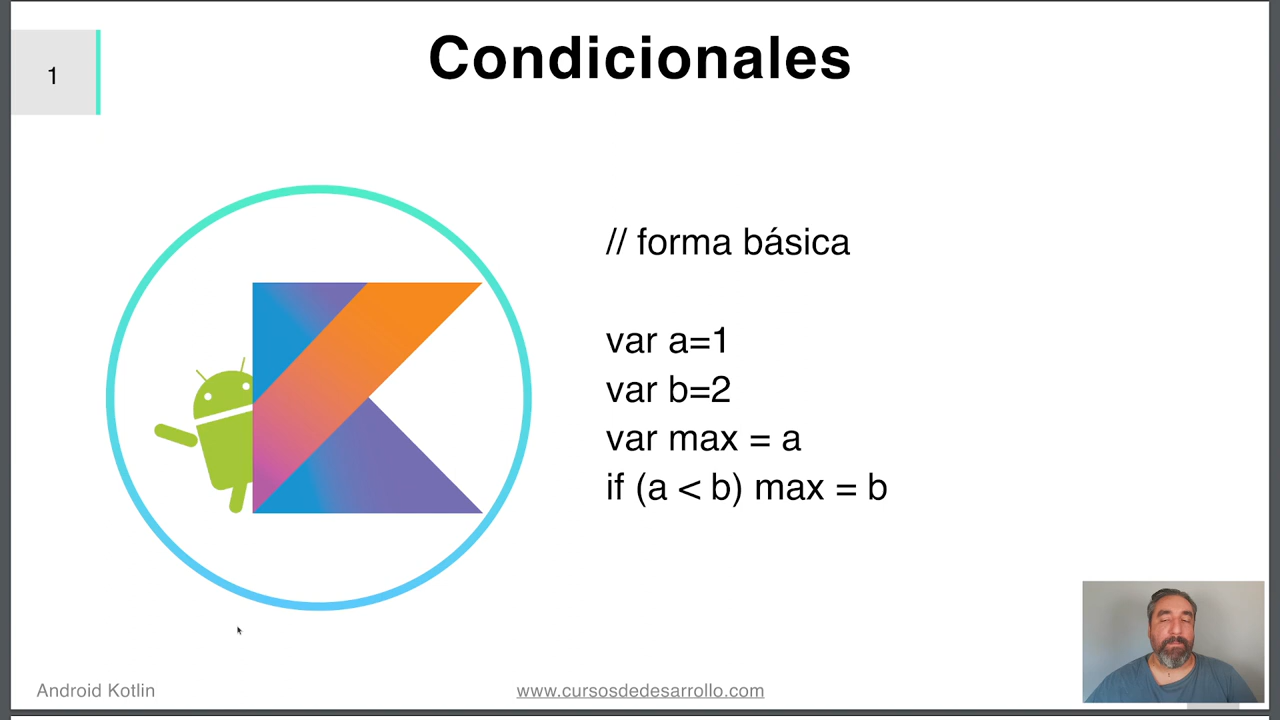 1
Condicionales
// forma básica
var a=1
var b=2
var max = a
if (a < b) max = b
Android Kotlin
www.cursosdedesarrollo.com